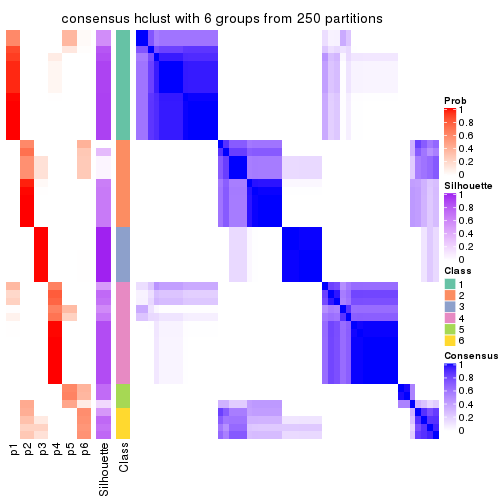 consensus hclust with 6 groups from 250 partitions
Prob
1
0.8
0.6
0.4
0.2
0
Silhouette
1
0.8
0.6
0.4
0.2
0
Class
1
2
3
4
5
6
Consensus
1
0.8
0.6
0.4
0.2
0
p1
p2
p3
p4
p5
p6
Silhouette
Class